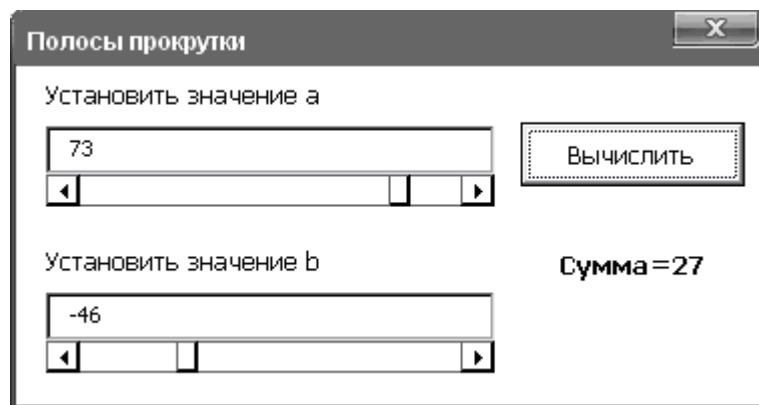 Полосы прокрутки
Установить значение a
73
Вычислить
Установить значение b
Сумма=27
-46